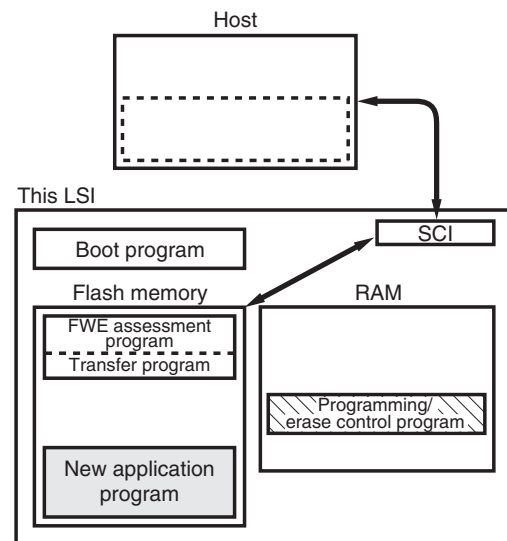 Host
This LSI
SCI
Boot program
Flash memory
RAM
FWE assessment
program
Transfer program
Programming/
erase control program
New application
program